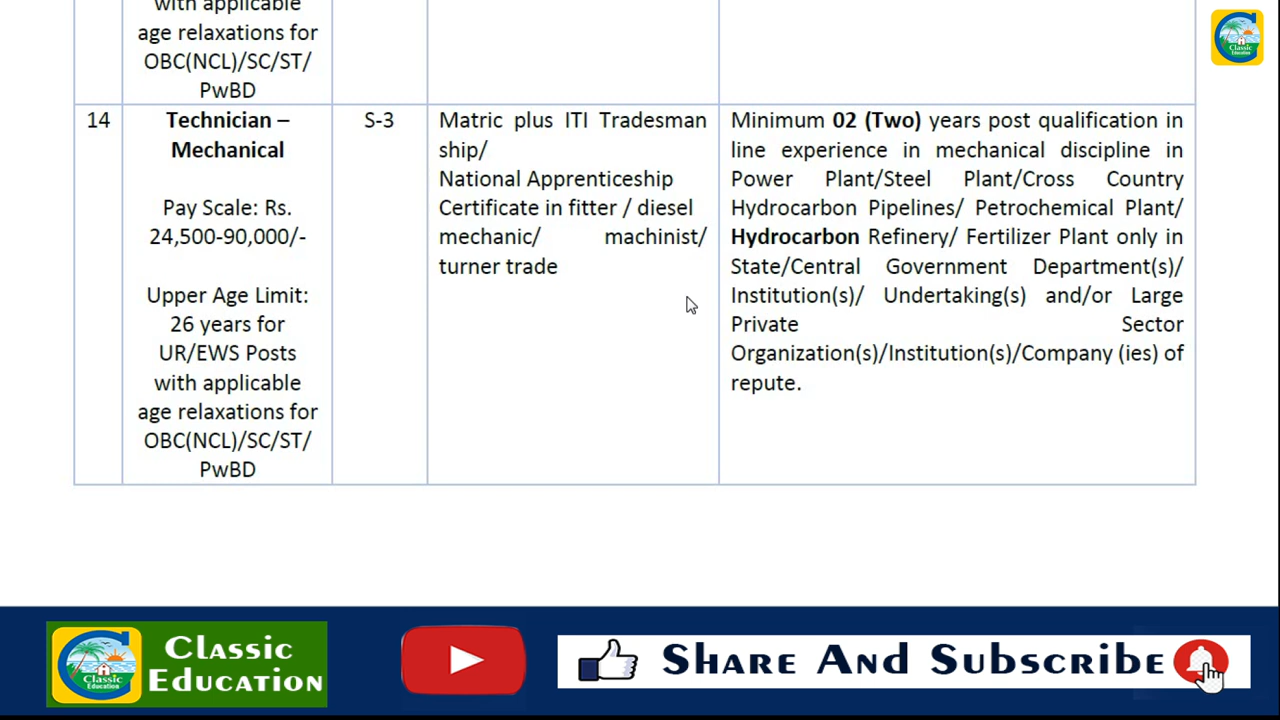 with applicable
age relaxations for
OBC(NCL)/SC/ST/
PwBD
Classic
Education
14
Technician –
Mechanical
Pay Scale: Rs.
24,500-90,000/-
Upper Age Limit:
26 years for
UR/EWS Posts
with applicable
age relaxations for
OBC(NCL)/SC/ST/
PwBD
S-3
Matric plus ITI Tradesman
ship/
National Apprenticeship
Certificate in fitter / diesel
mechanic/ machinist/
turner trade
Minimum 02 (Two) years post qualification in
line experience in mechanical discipline in
Power Plant/Steel Plant/Cross Country
Hydrocarbon Pipelines/ Petrochemical Plant/
Hydrocarbon Refinery/ Fertilizer Plant only in
State/Central Government Department(s)/
Institution(s)/ Undertaking(s) and/or Large
Private Sector
Organization(s)/Institution(s)/Company (ies) of
repute.
Classic
Education
Classic
Education
Share And Subscribe